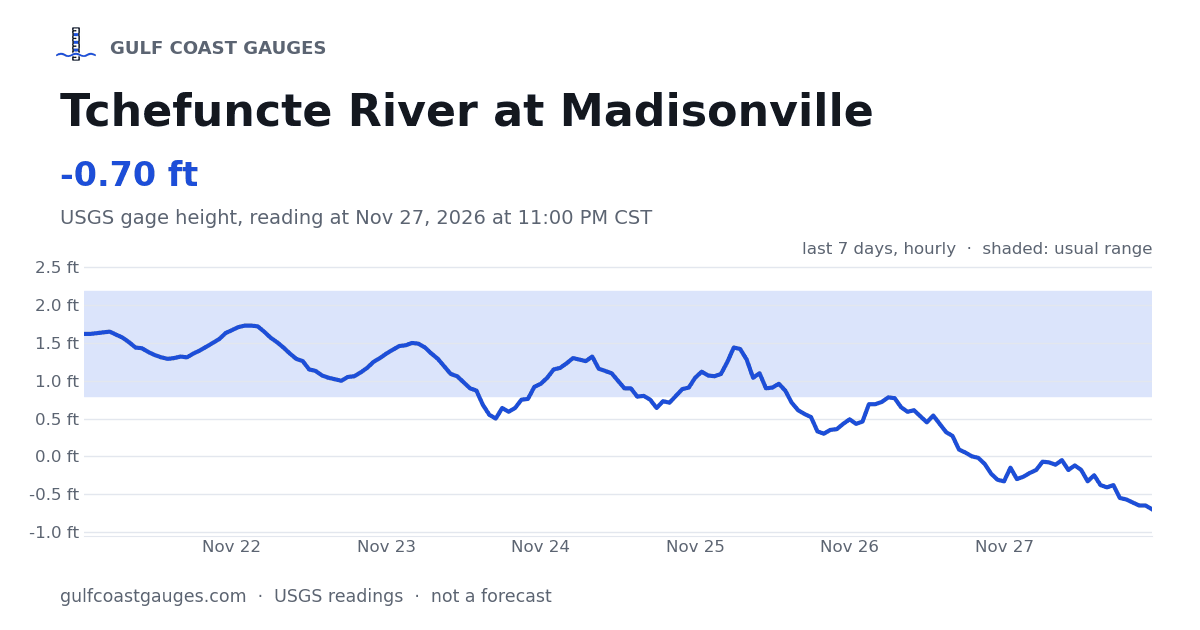 GULF COAST GAUGES
Tchefuncte River at Madisonville
-0.70 ft
USGS gage height, reading at Nov 27, 2026 at 11:00 PM CST
last 7 days, hourly · shaded: usual range
2.5 ft
2.0 ft
1.5 ft
1.0 ft
0.5 ft
0.0 ft
-0.5 ft
-1.0 ft
Nov 22 Nov 23 Nov 24 Nov 25 Nov 26 Nov 27
gulfcoastgauges.com · USGS readings · not a forecast